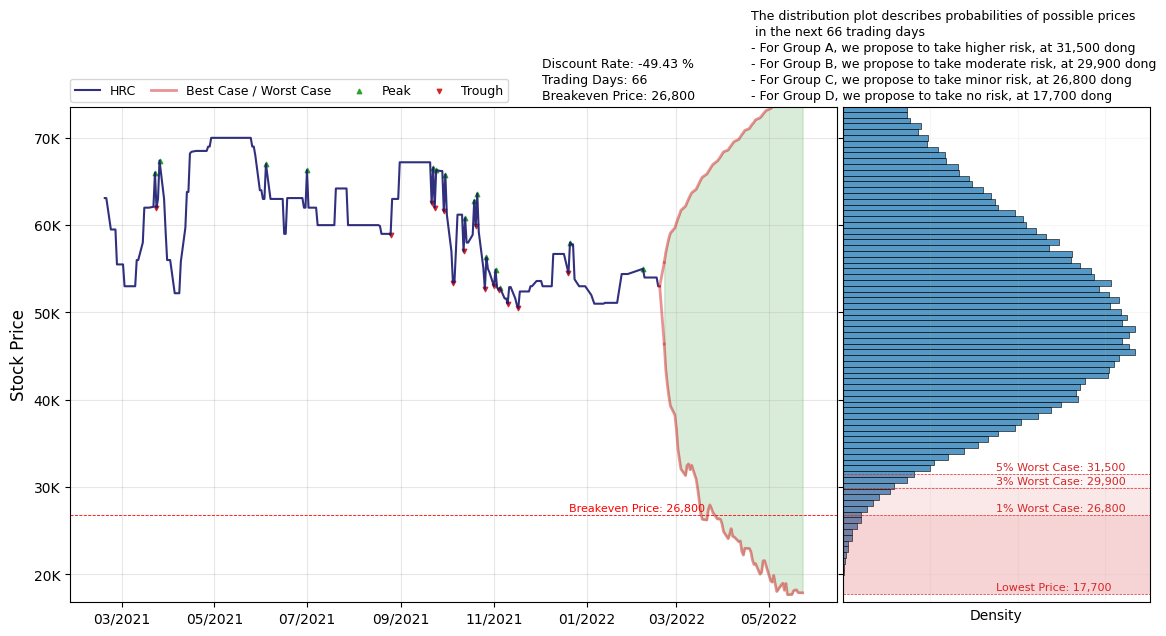 The distribution plot describes probabilities of possible prices
in the next 66 trading days
- For Group A, we propose to take higher risk, at 31,500 dong
- For Group B, we propose to take moderate risk, at 29,900 dong
- For Group C, we propose to take minor risk, at 26,800 dong
- For Group D, we propose to take no risk, at 17,700 dong
Discount Rate: -49.43 %
Trading Days: 66
Breakeven Price: 26,800
HRC Best Case / Worst Case Peak Trough
Stock Price
70K
60K
50K
40K
30K
20K
Breakeven Price: 26,800
5% Worst Case: 31,500
3% Worst Case: 29,900
1% Worst Case: 26,800
Lowest Price: 17,700
03/2021 05/2021 07/2021 09/2021 11/2021 01/2022 03/2022 05/2022
Density